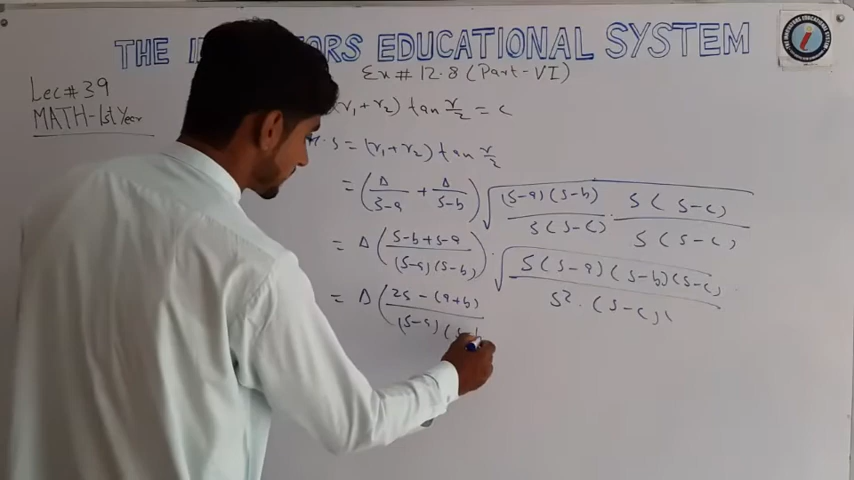 THE INSTITUTORS EDUCATIONAL SYSTEM
Ex # 12.8 (Part-VI)
Lec # 39
MATH-1st Year
(r₁+r₂) tan γ/2 = c
H.S = (r₁+r₂) tan γ/2
= (Δ/(S-a) + Δ/(S-b)) √((S-a)(S-b)/S(S-c) · S(S-c)/S(S-c))
= Δ((S-b+S-a)/(S-a)(S-b)) · √(S(S-a)(S-b)(S-c)/S²·(S-c)²)
= Δ((2S-(a+b))/(S-a)(S-b